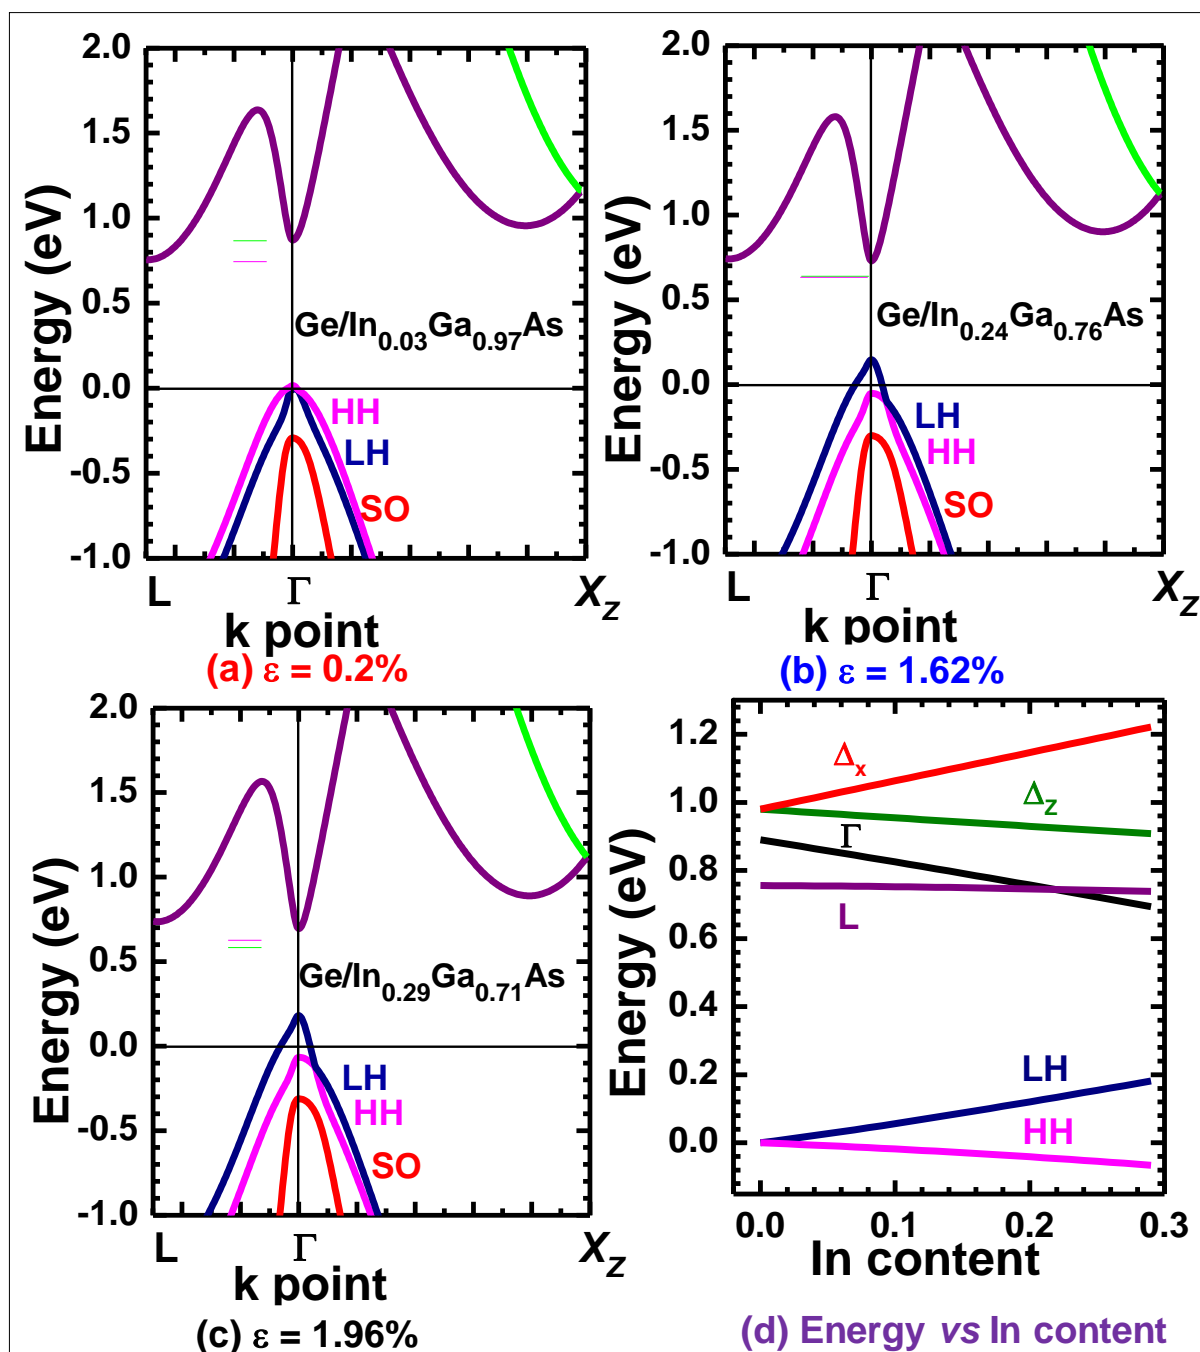 2.0
1.5
1.0
0.5
0.0
-0.5
-1.0
Energy (eV)
Ge/In0.03Ga0.97As
HH
LH
SO
L Γ XZ
k point
(a) ε = 0.2%
2.0
1.5
1.0
0.5
0.0
-0.5
-1.0
Energy (eV)
Ge/In0.24Ga0.76As
LH
HH
SO
L Γ XZ
k point
(b) ε = 1.62%
2.0
1.5
1.0
0.5
0.0
-0.5
-1.0
Energy (eV)
Ge/In0.29Ga0.71As
LH
HH
SO
L Γ XZ
k point
(c) ε = 1.96%
1.2
1.0
0.8
0.6
0.4
0.2
0.0
Energy (eV)
Δx
ΔZ
Γ
L
LH
HH
0.0 0.1 0.2 0.3
In content
(d) Energy vs In content